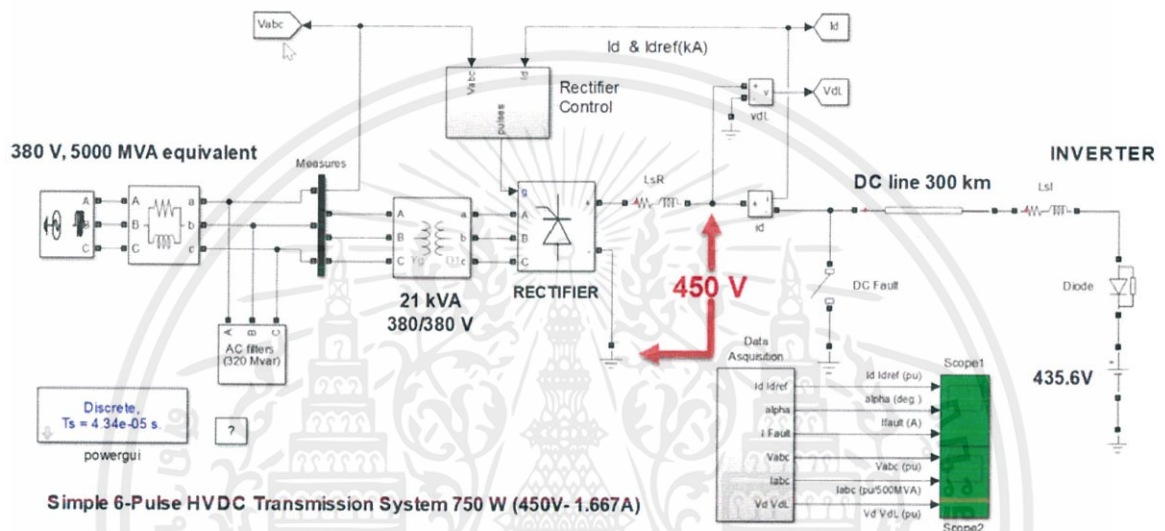 Vabc
Id
Id & Idref(kA)
Vabc
Id
pulses
Rectifier
Control
VdL
vdL
380 V, 5000 MVA equivalent
Measures
INVERTER
LsR
DC line 300 km
LsI
A
B
C
A
B
C
a
b
c
A
B
C
a
b
c
Yg
D1
g
A
B
C
+
-
id
RECTIFIER
21 kVA
380/380 V
450 V
DC Fault
Diode
A
B
C
AC filters
(320 Mvar)
Data
Asquisition
Scope1
435.6V
Id Idref
Id Idref (pu)
alpha
alpha (deg.)
I Fault
Ifault (A)
Vabc
Vabc (pu)
Iabc
Iabc (pu/500MVA)
Vd VdL
Vd VdL (pu)
Scope2
Discrete,
Ts = 4.34e-05 s.
?
powergui
Simple 6-Pulse HVDC Transmission System 750 W (450V- 1.667A)